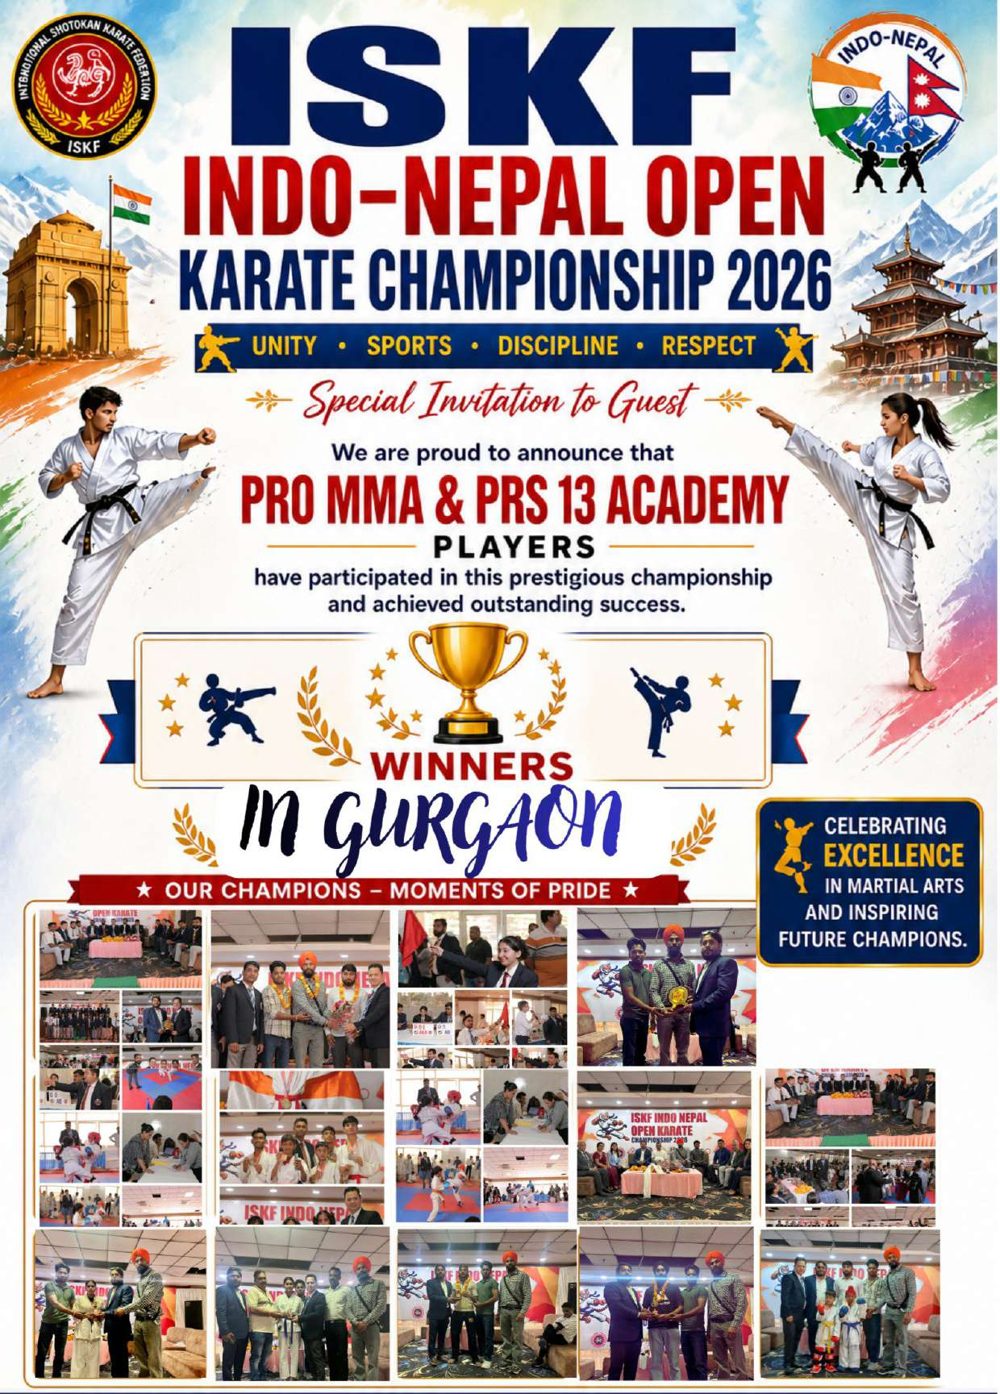 INTERNATIONAL SHOTOKAN KARATE FEDERTION
ISKF
ISKF
INDO-NEPAL
INDO-NEPAL OPEN
KARATE CHAMPIONSHIP 2026
UNITY • SPORTS • DISCIPLINE • RESPECT
Special Invitation to Guest
We are proud to announce that
PRO MMA & PRS 13 ACADEMY
PLAYERS
have participated in this prestigious championship
and achieved outstanding success.
WINNERS
IN GURGAON
CELEBRATING
EXCELLENCE
IN MARTIAL ARTS
AND INSPIRING
FUTURE CHAMPIONS.
★ OUR CHAMPIONS – MOMENTS OF PRIDE ★
OPEN KARATE
ISKF INDO NEPAL
OPEN KARATE
CHAMPIONSHIP 2026
ISKF INDO NEP